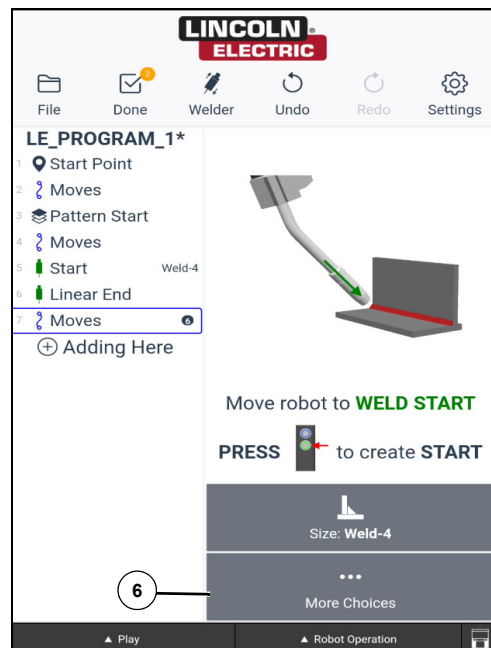 LINCOLN
ELECTRIC
2
File Done Welder Undo Redo Settings
LE_PROGRAM_1*
1 Start Point
2 Moves
3 Pattern Start
4 Moves
5 Start Weld-4
6 Linear End
7 Moves 6
Adding Here
Move robot to WELD START
PRESS to create START
Size: Weld-4
6
More Choices
▲ Play ▲ Robot Operation